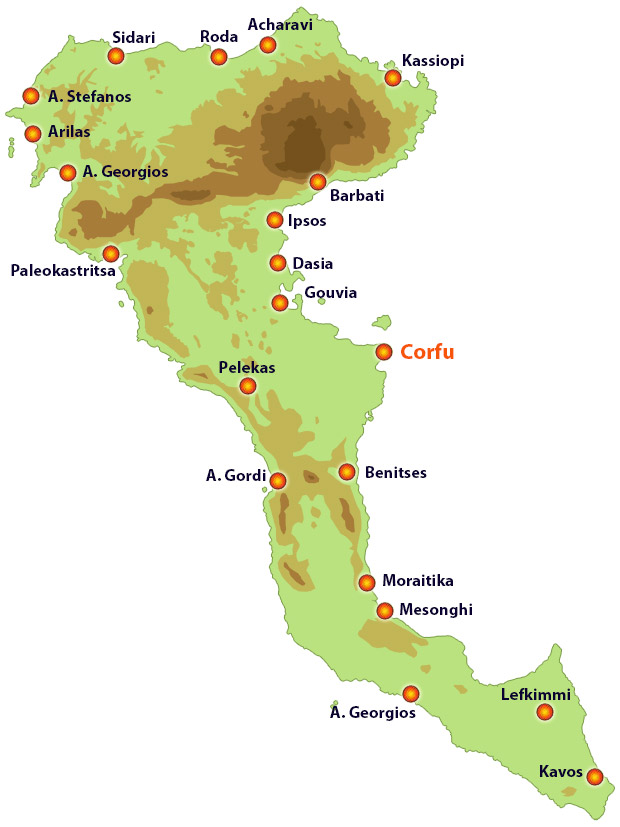 Acharavi
Sidari
Roda
Kassiopi
A. Stefanos
Arilas
A. Georgios
Barbati
Ipsos
Dasia
Paleokastritsa
Gouvia
Corfu
Pelekas
A. Gordi
Benitses
Moraitika
Mesonghi
Lefkimmi
A. Georgios
Kavos